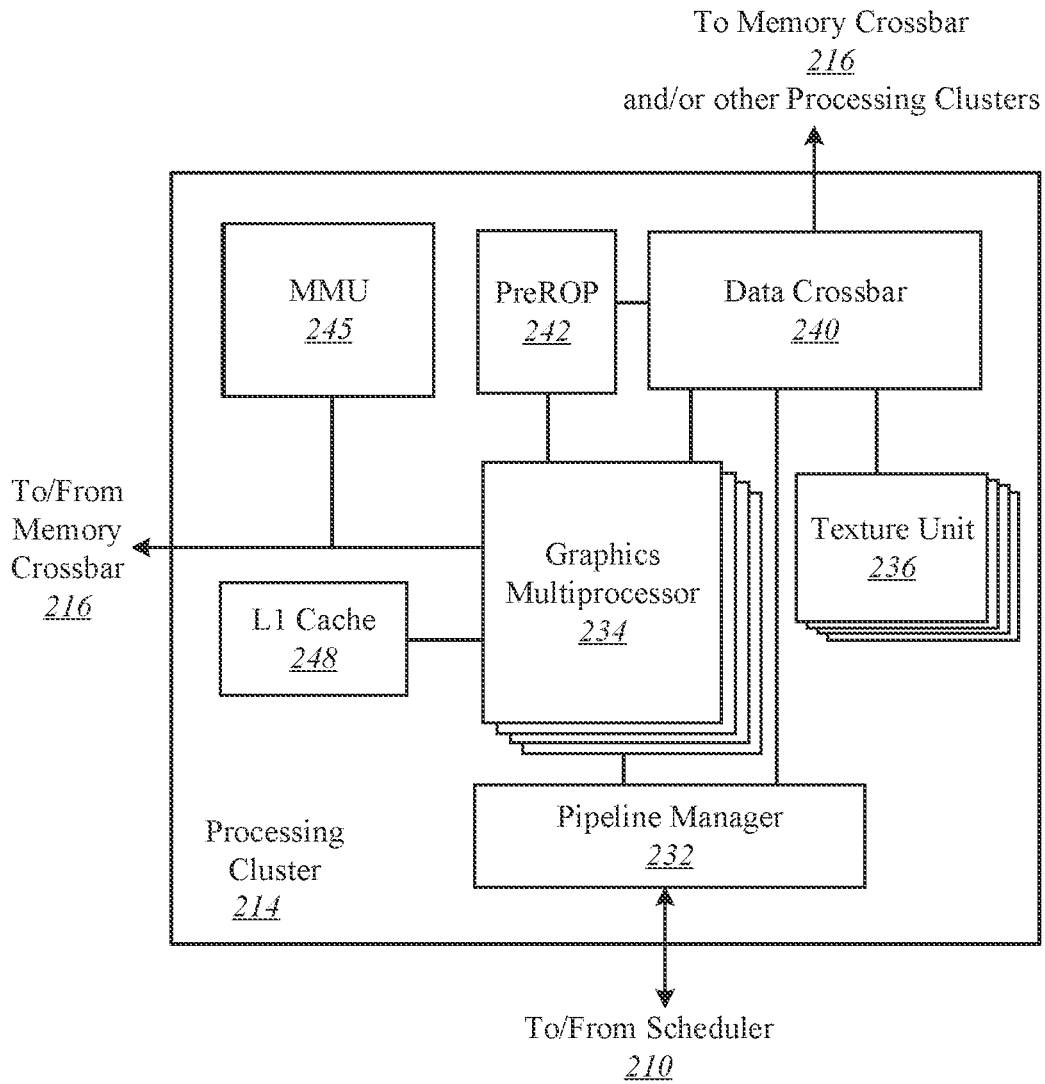 To Memory Crossbar
216
and/or other Processing Clusters
MMU
245
PreROP
242
Data Crossbar
240
To/From
Memory
Crossbar
216
Graphics
Multiprocessor
234
Texture Unit
236
L1 Cache
248
Pipeline Manager
232
Processing
Cluster
214
To/From Scheduler
210